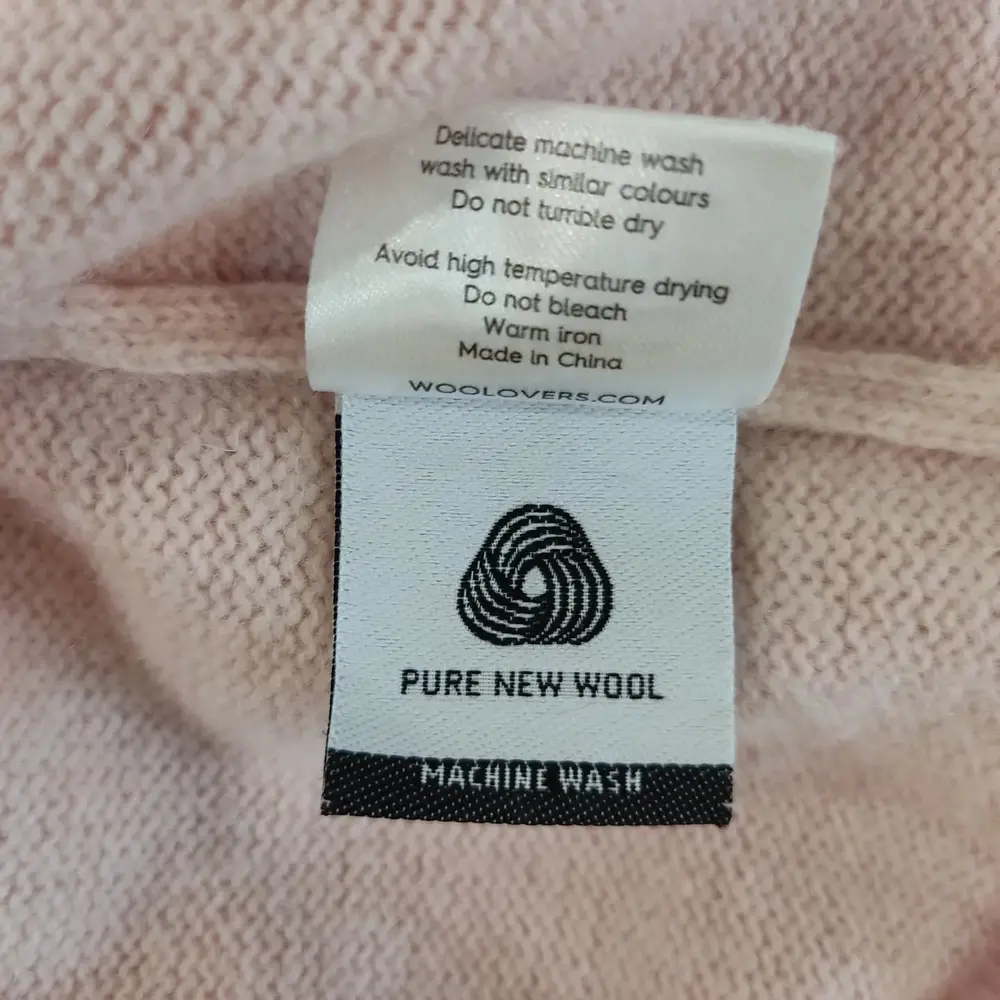 Delicate machine wash
wash with similar colours
Do not tumble dry
Avoid high temperature drying
Do not bleach
Warm iron
Made in China
WOOLOVERS.COM
PURE NEW WOOL
MACHINE WASH